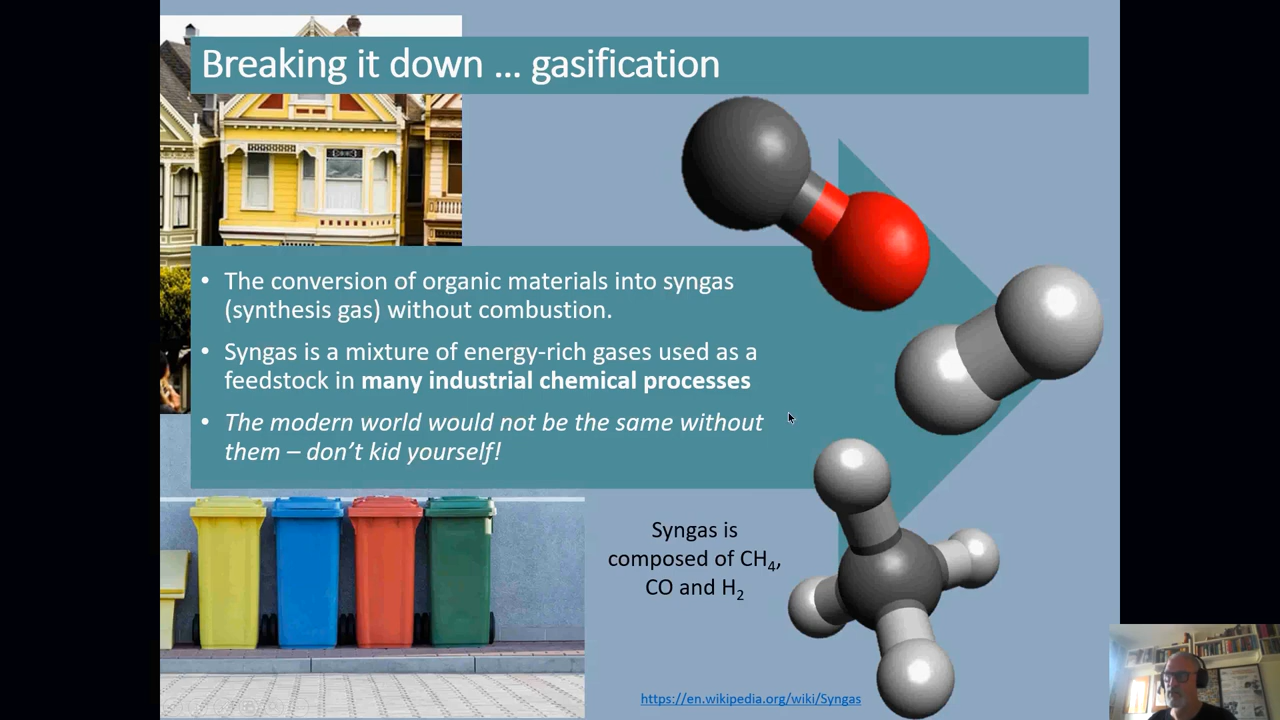 Breaking it down ... gasification
• The conversion of organic materials into syngas
(synthesis gas) without combustion.
• Syngas is a mixture of energy-rich gases used as a
feedstock in many industrial chemical processes
• The modern world would not be the same without
them – don’t kid yourself!
Syngas is
composed of CH₄,
CO and H₂
https://en.wikipedia.org/wiki/Syngas